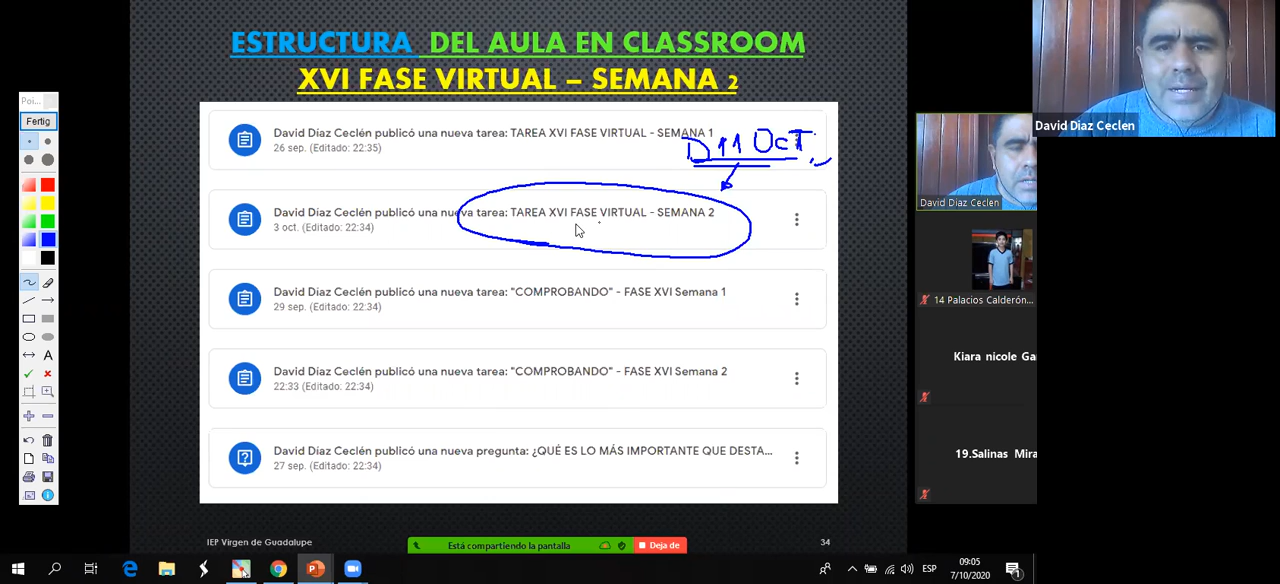 ESTRUCTURA DEL AULA EN CLASSROOM
XVI FASE VIRTUAL – SEMANA 2
Poi...
Fertig
A
David Díaz Ceclén publicó una nueva tarea: TAREA XVI FASE VIRTUAL - SEMANA 1
26 sep. (Editado: 22:35)
D 11 OcT.
David Díaz Ceclén publicó una nueva tarea: TAREA XVI FASE VIRTUAL - SEMANA 2
3 oct. (Editado: 22:34)
David Díaz Ceclén publicó una nueva tarea: "COMPROBANDO" - FASE XVI Semana 1
29 sep. (Editado: 22:34)
David Díaz Ceclén publicó una nueva tarea: "COMPROBANDO" - FASE XVI Semana 2
22:33 (Editado: 22:34)
David Díaz Ceclén publicó una nueva pregunta: ¿QUÉ ES LO MÁS IMPORTANTE QUE DESTA...
27 sep. (Editado: 22:34)
IEP Virgen de Guadalupe
34
Está compartiendo la pantalla
Deja de
David Diaz Ceclen
David Diaz Ceclen
14 Palacios Calderón...
Kiara nicole Ga
19.Salinas Mira
ESP
09:05
7/10/2020
1